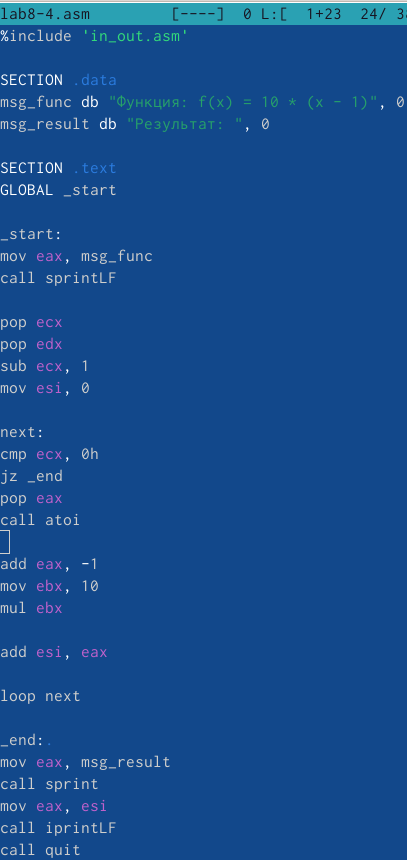 lab8-4.asm [----] 0 L:[ 1+23 24/ 3
%include 'in_out.asm'
SECTION .data
msg_func db "Функция: f(x) = 10 * (x - 1)", 0
msg_result db "Результат: ", 0
SECTION .text
GLOBAL _start
_start:
mov eax, msg_func
call sprintLF
pop ecx
pop edx
sub ecx, 1
mov esi, 0
next:
cmp ecx, 0h
jz _end
pop eax
call atoi
add eax, -1
mov ebx, 10
mul ebx
add esi, eax
loop next
_end:.
mov eax, msg_result
call sprint
mov eax, esi
call iprintLF
call quit